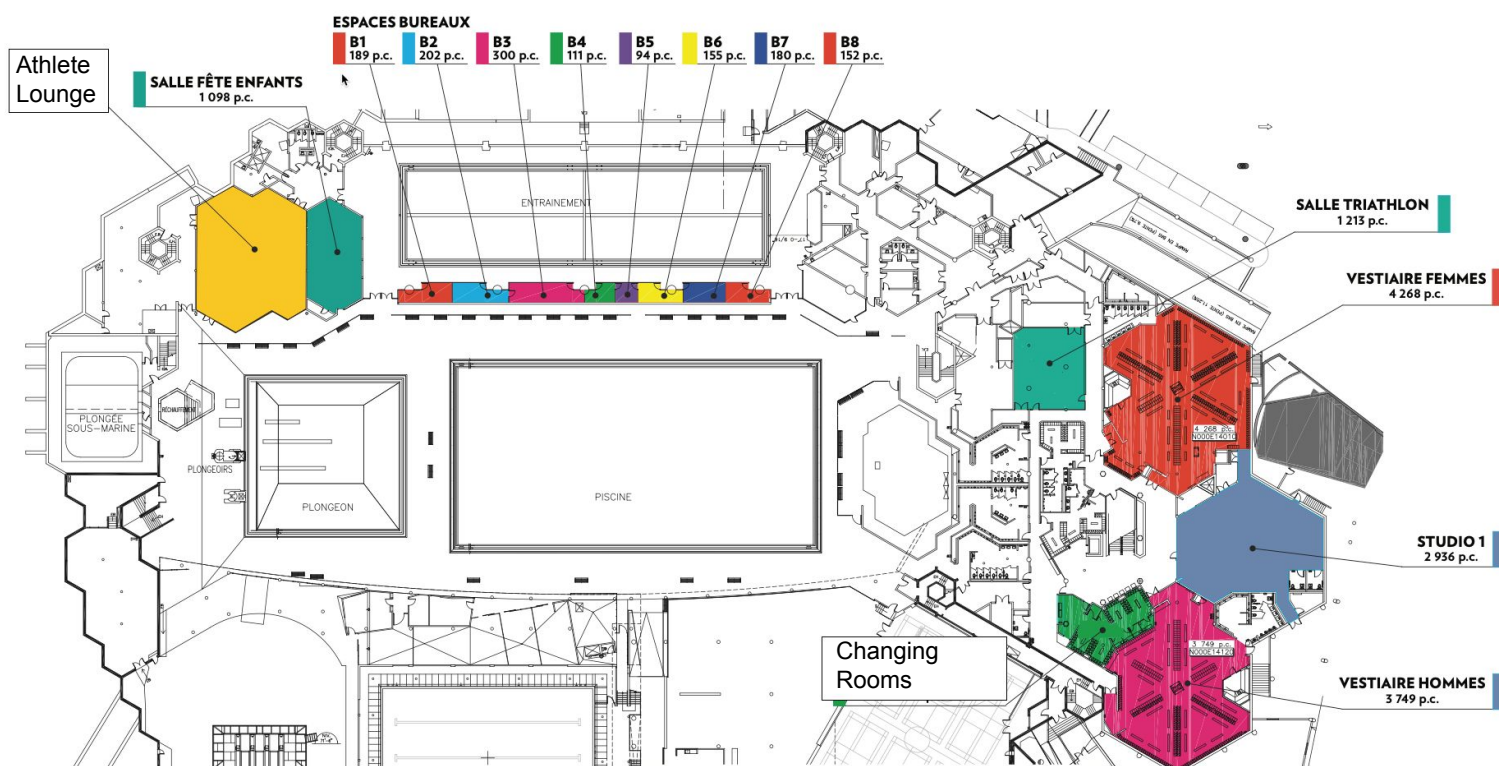 ESPACES BUREAUX
B1
189 p.c.
B2
202 p.c.
B3
300 p.c.
B4
111 p.c.
B5
94 p.c.
B6
155 p.c.
B7
180 p.c.
B8
152 p.c.
Athlete
Lounge
SALLE FÊTE ENFANTS
1 098 p.c.
ENTRAINEMENT
SALLE TRIATHLON
1 213 p.c.
VESTIAIRE FEMMES
4 268 p.c.
PLONGÉE
SOUS-MARINE
RÉCHAUFFEMENT
PLONGEOIRS
PLONGEON
PISCINE
4 268 p.c.
N000E14010
STUDIO 1
2 936 p.c.
Changing
Rooms
3 749 p.c.
N000E14120
VESTIAIRE HOMMES
3 749 p.c.